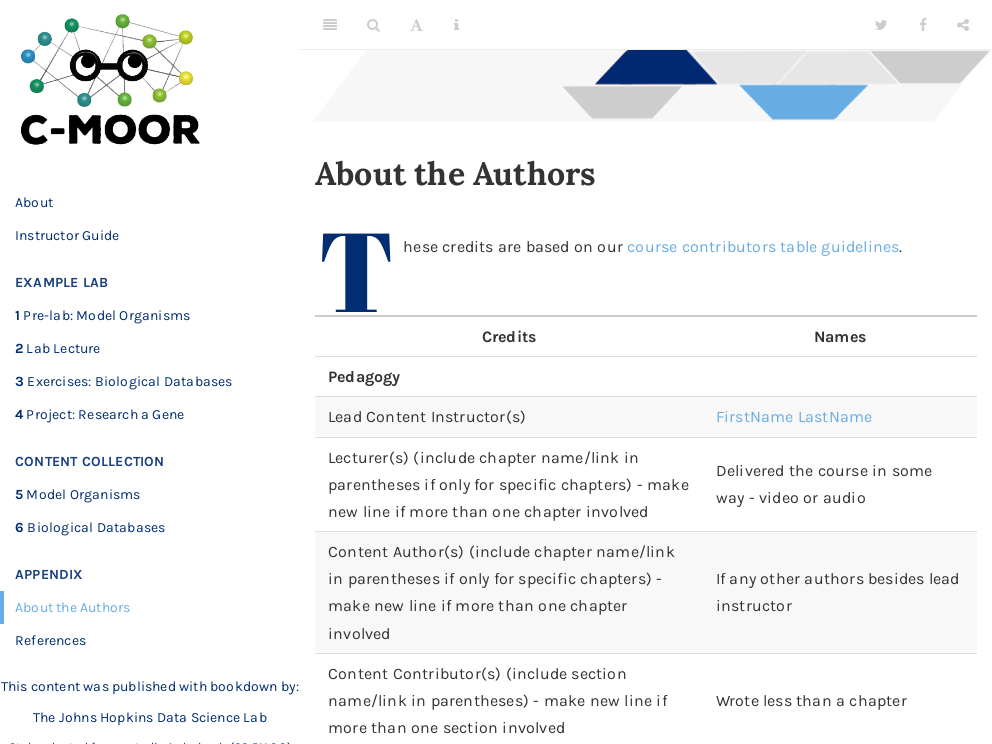 C-MOOR
About
Instructor Guide
EXAMPLE LAB
1 Pre-lab: Model Organisms
2 Lab Lecture
3 Exercises: Biological Databases
4 Project: Research a Gene
CONTENT COLLECTION
5 Model Organisms
6 Biological Databases
APPENDIX
About the Authors
References
This content was published with bookdown by:
The Johns Hopkins Data Science Lab
About the Authors
These credits are based on our course contributors table guidelines.
Credits Names
Pedagogy
Lead Content Instructor(s) FirstName LastName
Lecturer(s) (include chapter name/link in
parentheses if only for specific chapters) - make
new line if more than one chapter involved
Delivered the course in some
way - video or audio
Content Author(s) (include chapter name/link
in parentheses if only for specific chapters) -
make new line if more than one chapter
involved
If any other authors besides lead
instructor
Content Contributor(s) (include section
name/link in parentheses) - make new line if
more than one section involved
Wrote less than a chapter